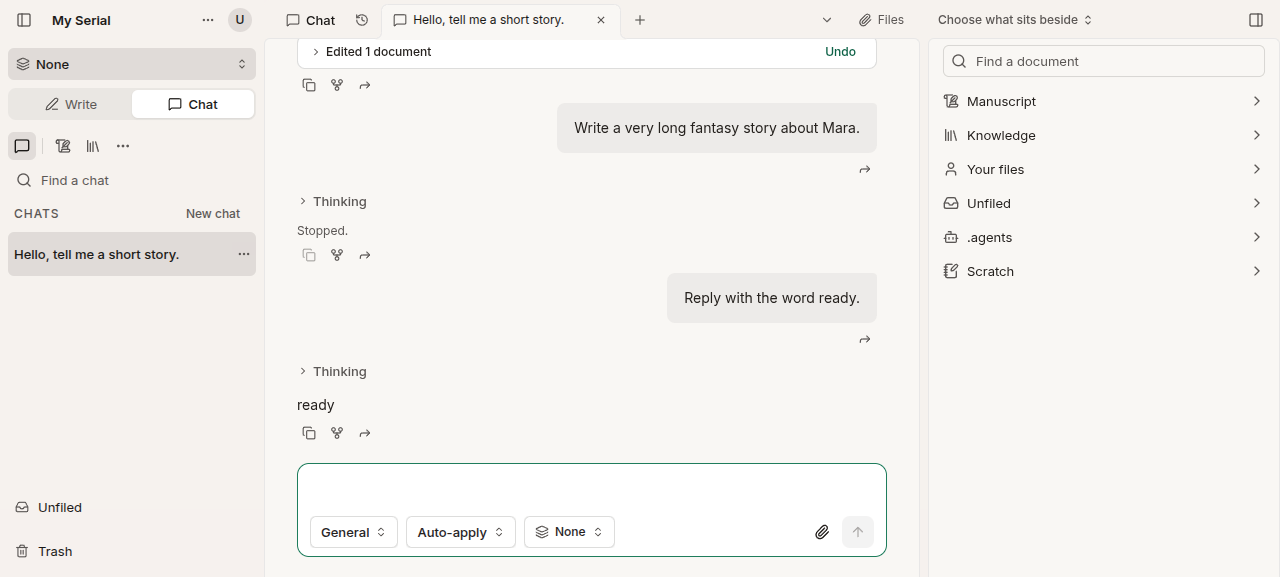 My Serial
U
None
Write
Chat
Find a chat
CHATS
New chat
Hello, tell me a short story.
Unfiled
Trash
Chat
Hello, tell me a short story.
Files
Edited 1 document
Undo
Write a very long fantasy story about Mara.
Thinking
Stopped.
Reply with the word ready.
Thinking
ready
General
Auto-apply
None
Choose what sits beside
Find a document
Manuscript
Knowledge
Your files
Unfiled
.agents
Scratch